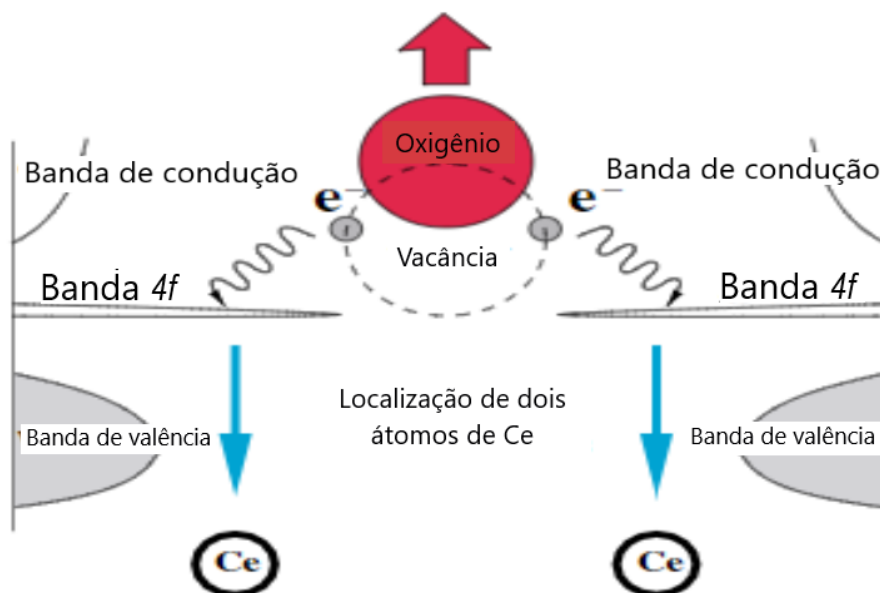 Oxigênio
Banda de condução
Banda de condução
e⁻
e⁻
Vacância
Banda 4f
Banda 4f
Localização de dois
átomos de Ce
Banda de valência
Banda de valência
Ce
Ce